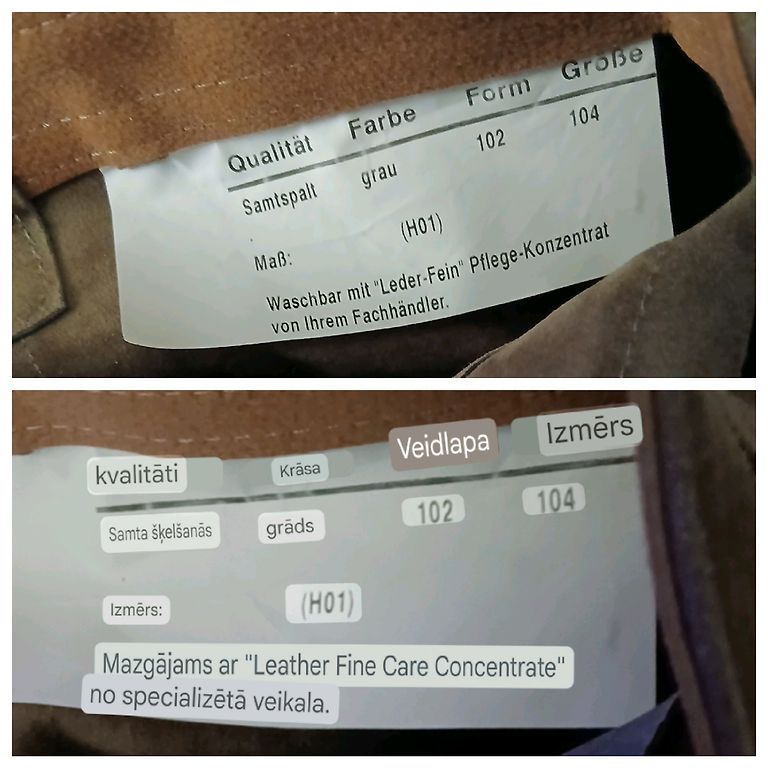 Qualität Farbe Form Größe
Samtspalt grau 102 104
Maß: (H01)
Waschbar mit "Leder-Fein" Pflege-Konzentrat
von Ihrem Fachhändler.
kvalitāti Krāsa Veidlapa Izmērs
Samta šķelšanās grāds 102 104
Izmērs: (H01)
Mazgājams ar "Leather Fine Care Concentrate"
no specializētā veikala.